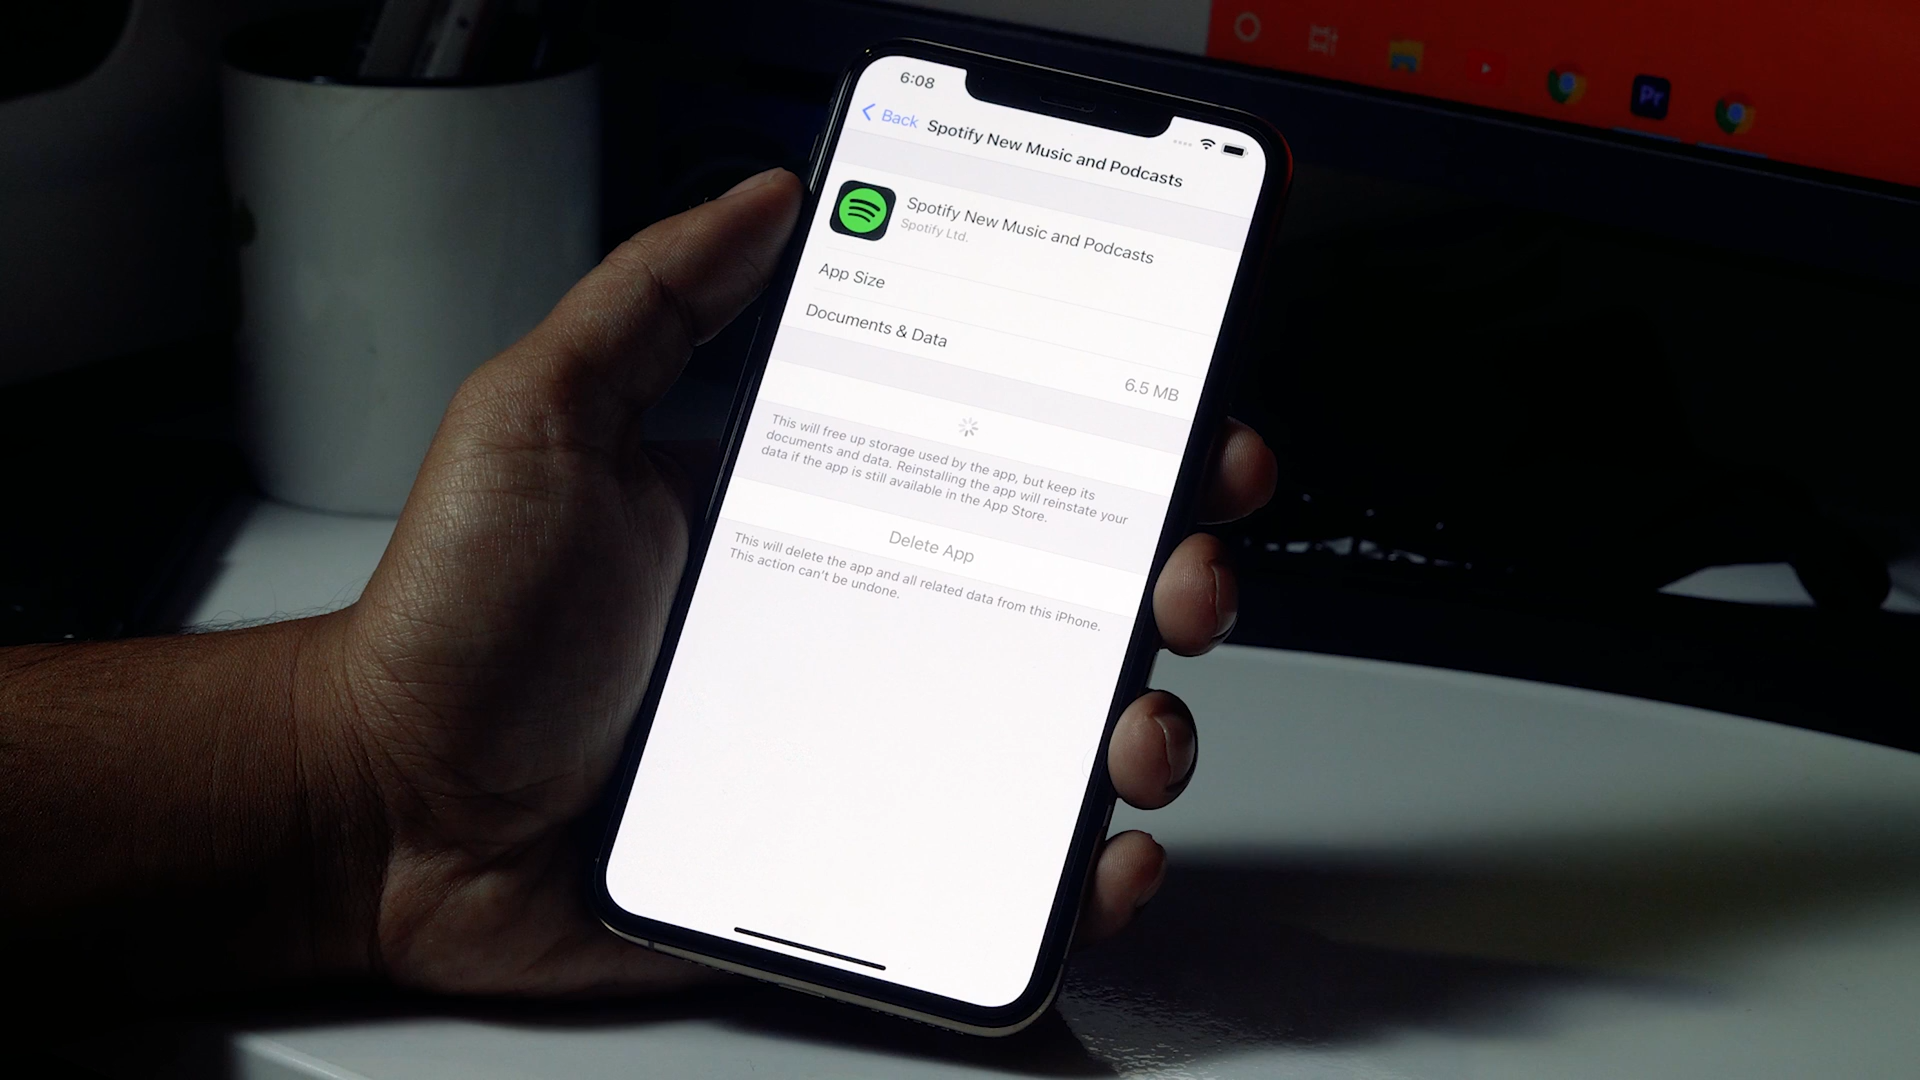 6:08
Back Spotify New Music and Podcasts
Spotify New Music and Podcasts
Spotify Ltd.
App Size
Documents & Data
6.5 MB
This will free up storage used by the app, but keep its
documents and data. Reinstalling the app will reinstate your
data if the app is still available in the App Store.
Delete App
This will delete the app and all related data from this iPhone.
This action can't be undone.
Pr